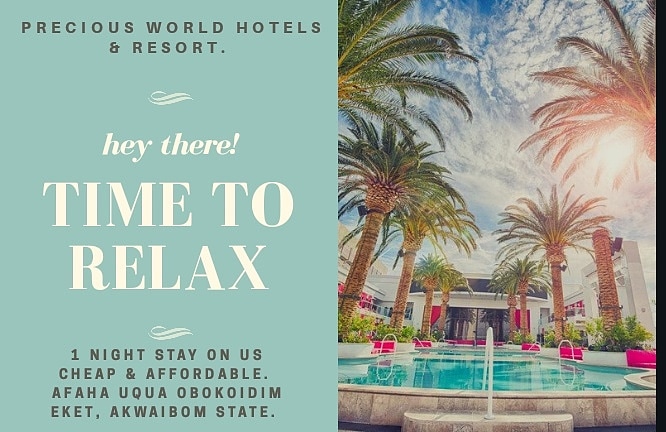 PRECIOUS WORLD HOTELS
& RESORT.
hey there!
TIME TO
RELAX
1 NIGHT STAY ON US
CHEAP & AFFORDABLE.
AFAHA UQUA OBOKOIDIM
EKET, AKWAIBOM STATE.